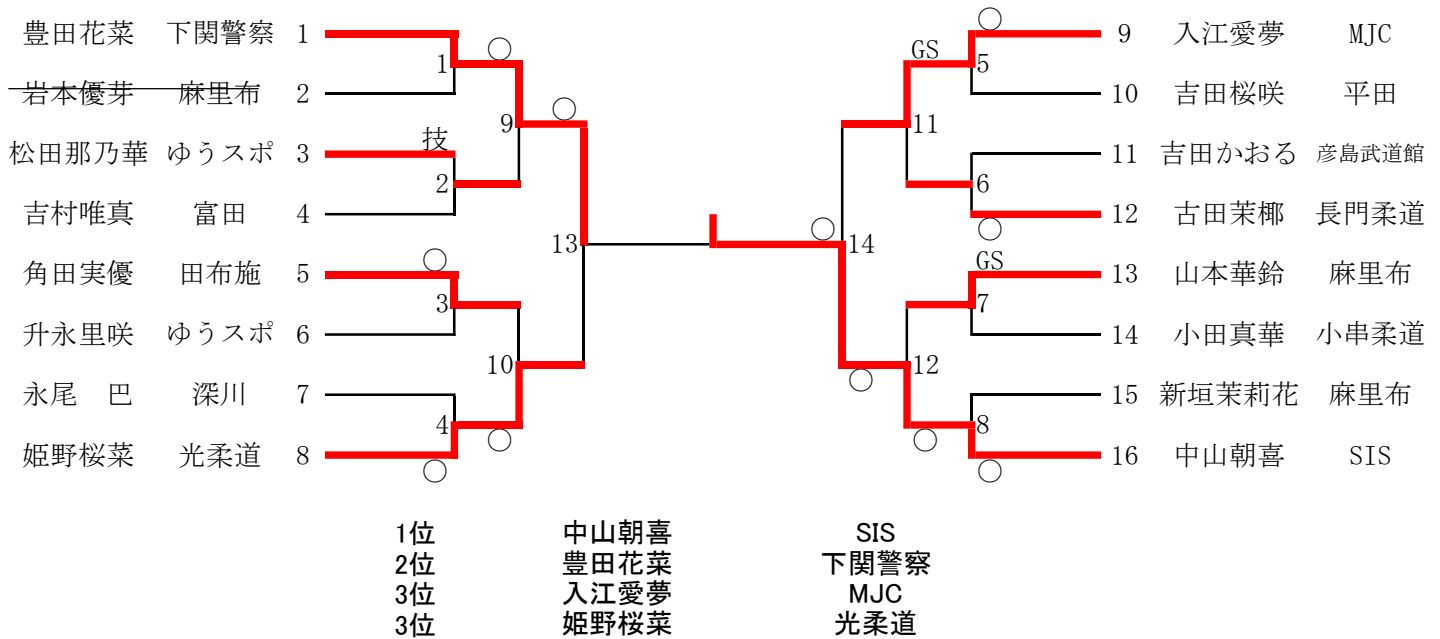 豊田花菜 下関警察 1
岩本優芽 麻里布 2
松田那乃華 ゆうスポ 3
吉村唯真 富田 4
角田実優 田布施 5
升永里咲 ゆうスポ 6
永尾 巴 深川 7
姫野桜菜 光柔道 8
1 ○
2 技
3 ○
4 ○
9 ○
10 ○
13
14 ○
11 GS
12 ○
5 ○
6 ○
7 GS
8 ○
○
9 入江愛夢 MJC
10 吉田桜咲 平田
11 吉田かおる 彦島武道館
12 古田茉椰 長門柔道
13 山本華鈴 麻里布
14 小田真華 小串柔道
15 新垣茉莉花 麻里布
16 中山朝喜 SIS
1位 中山朝喜 SIS
2位 豊田花菜 下関警察
3位 入江愛夢 MJC
3位 姫野桜菜 光柔道